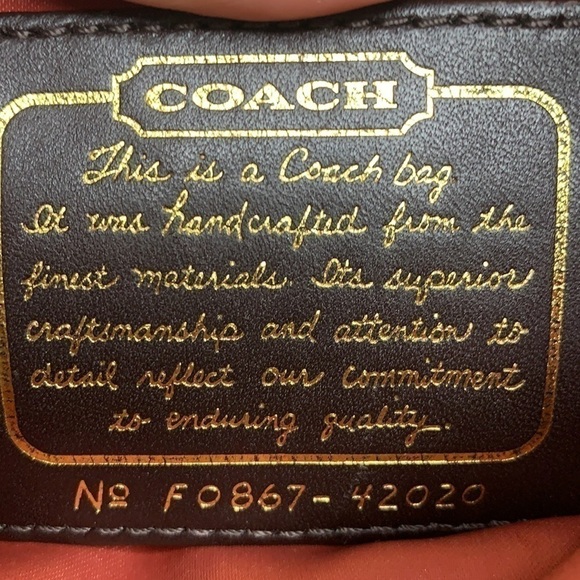 COACH
This is a Coach bag.
It was handcrafted from the
finest materials. Its superior
craftsmanship and attention to
detail reflect our commitment
to enduring quality.
No F0867-42020